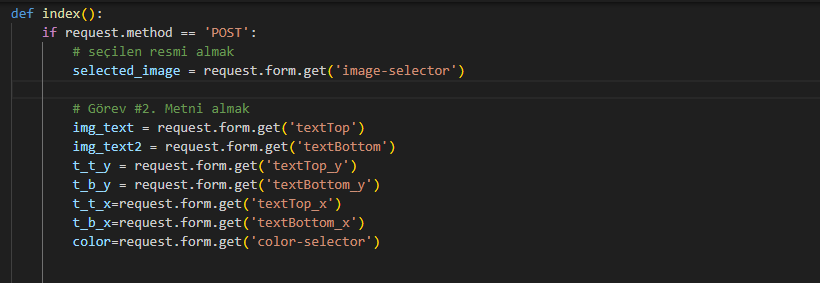 def index():
    if request.method == 'POST':
        # seçilen resmi almak
        selected_image = request.form.get('image-selector')
        # Görev #2. Metni almak
        img_text = request.form.get('textTop')
        img_text2 = request.form.get('textBottom')
        t_t_y = request.form.get('textTop_y')
        t_b_y = request.form.get('textBottom_y')
        t_t_x=request.form.get('textTop_x')
        t_b_x=request.form.get('textBottom_x')
        color=request.form.get('color-selector')